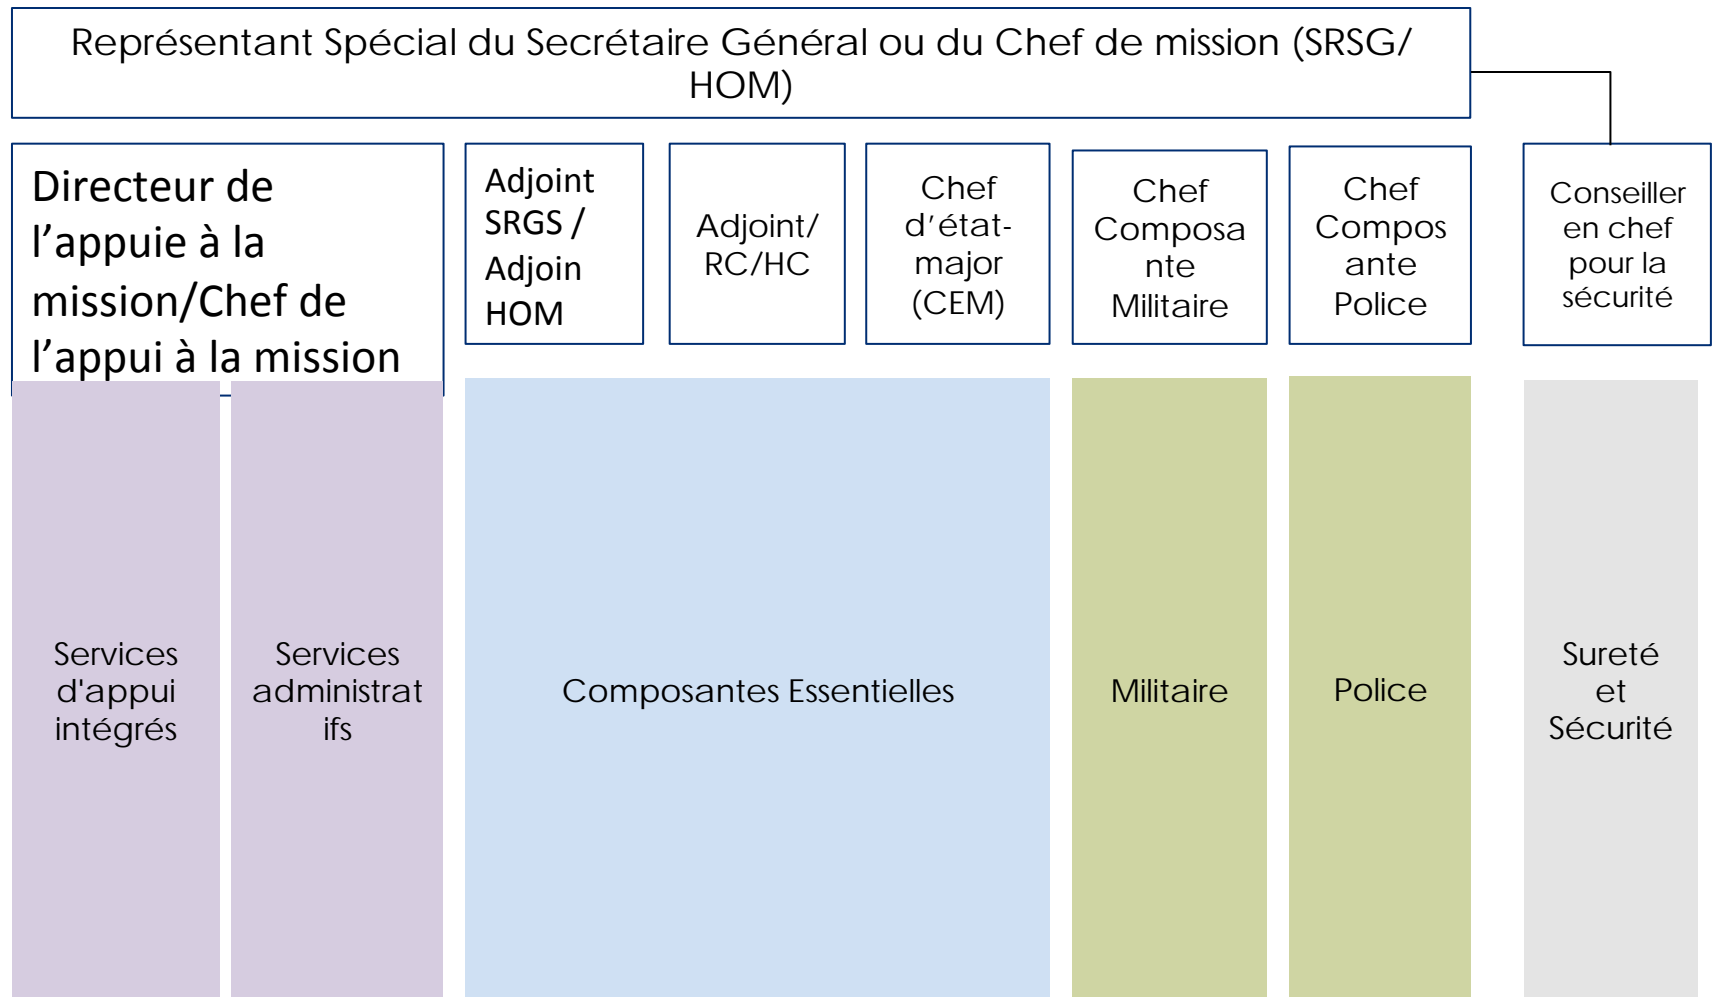 Représentant Spécial du Secrétaire Général ou du Chef de mission (SRSG/
HOM)
Directeur de
l’appuie à la
mission/Chef de
l’appui à la mission
Adjoint
SRGS /
Adjoin
HOM
Adjoint/
RC/HC
Chef
d’état-
major
(CEM)
Chef
Composa
nte
Militaire
Chef
Compos
ante
Police
Conseiller
en chef
pour la
sécurité
Services
d'appui
intégrés
Services
administrat
ifs
Composantes Essentielles
Militaire
Police
Sureté
et
Sécurité